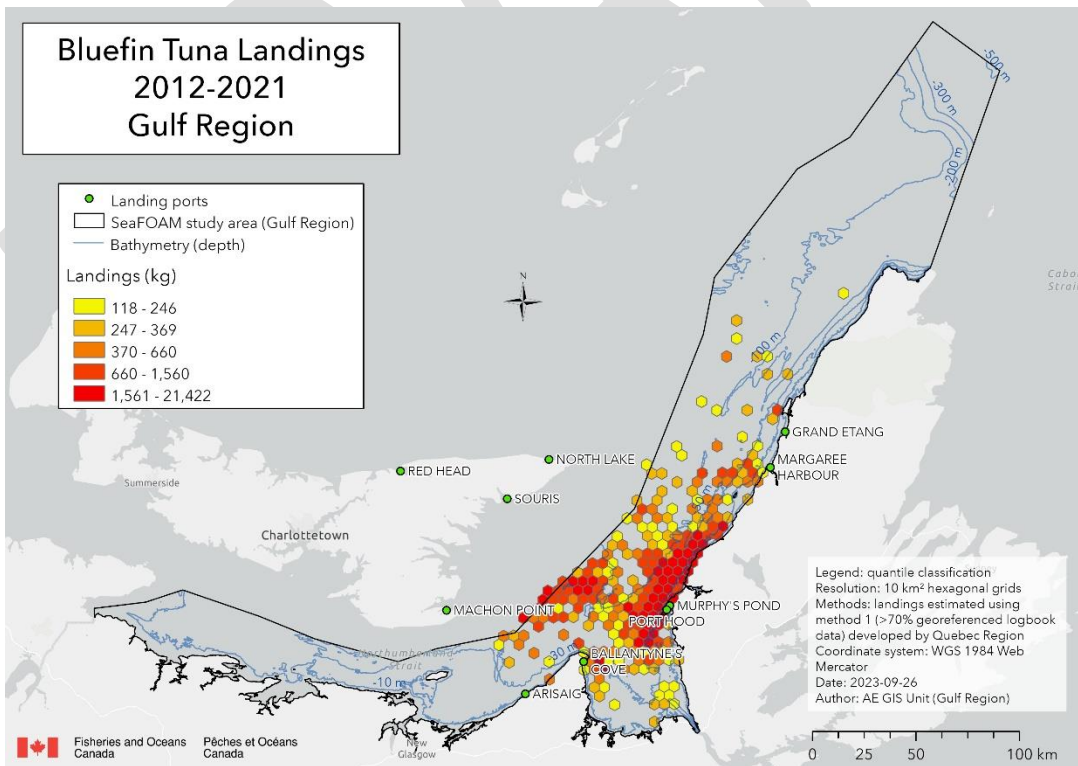 Bluefin Tuna Landings
2012-2021
Gulf Region
Landing ports
SeaFOAM study area (Gulf Region)
Bathymetry (depth)
Landings (kg)
118 - 246
247 - 369
370 - 660
660 - 1,560
1,561 - 21,422
N
-500 m
-300 m
-200 m
Strait
GRAND ETANG
MARGAREE
HARBOUR
NORTH LAKE
RED HEAD
SOURIS
Summerside
Charlottetown
MACHON POINT
MURPHY'S POND
PORT HOOD
BALLANTYNE'S
COVE
ARISAIG
Strait
-30 m
10 m
New
Glasgow
Legend: quantile classification
Resolution: 10 km² hexagonal grids
Methods: landings estimated using
method 1 (>70% georeferenced logbook
data) developed by Quebec Region
Coordinate system: WGS 1984 Web
Mercator
Date: 2023-09-26
Author: AE GIS Unit (Gulf Region)
Fisheries and Oceans
Canada
Pêches et Océans
Canada
0 25 50 100 km